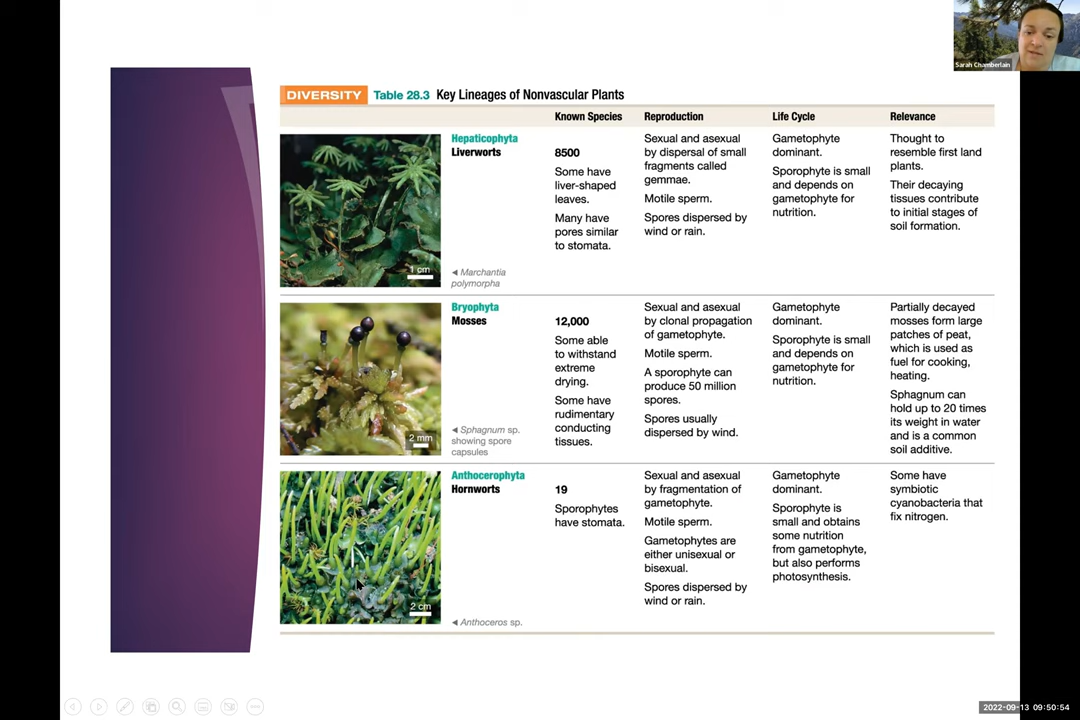 Sarah Chamberlain
DIVERSITY Table 28.3 Key Lineages of Nonvascular Plants
Known Species Reproduction Life Cycle Relevance
Hepaticophyta
Liverworts
1 cm
◄ Marchantia
polymorpha
8500
Some have
liver-shaped
leaves.
Many have
pores similar
to stomata.
Sexual and asexual
by dispersal of small
fragments called
gemmae.
Motile sperm.
Spores dispersed by
wind or rain.
Gametophyte
dominant.
Sporophyte is small
and depends on
gametophyte for
nutrition.
Thought to
resemble first land
plants.
Their decaying
tissues contribute
to initial stages of
soil formation.
Bryophyta
Mosses
2 mm
◄ Sphagnum sp.
showing spore
capsules
12,000
Some able
to withstand
extreme
drying.
Some have
rudimentary
conducting
tissues.
Sexual and asexual
by clonal propagation
of gametophyte.
Motile sperm.
A sporophyte can
produce 50 million
spores.
Spores usually
dispersed by wind.
Gametophyte
dominant.
Sporophyte is small
and depends on
gametophyte for
nutrition.
Partially decayed
mosses form large
patches of peat,
which is used as
fuel for cooking,
heating.
Sphagnum can
hold up to 20 times
its weight in water
and is a common
soil additive.
Anthocerophyta
Hornworts
2 cm
◄ Anthoceros sp.
19
Sporophytes
have stomata.
Sexual and asexual
by fragmentation of
gametophyte.
Motile sperm.
Gametophytes are
either unisexual or
bisexual.
Spores dispersed by
wind or rain.
Gametophyte
dominant.
Sporophyte is
small and obtains
some nutrition
from gametophyte,
but also performs
photosynthesis.
Some have
symbiotic
cyanobacteria that
fix nitrogen.
2022-09-13 09:50:54